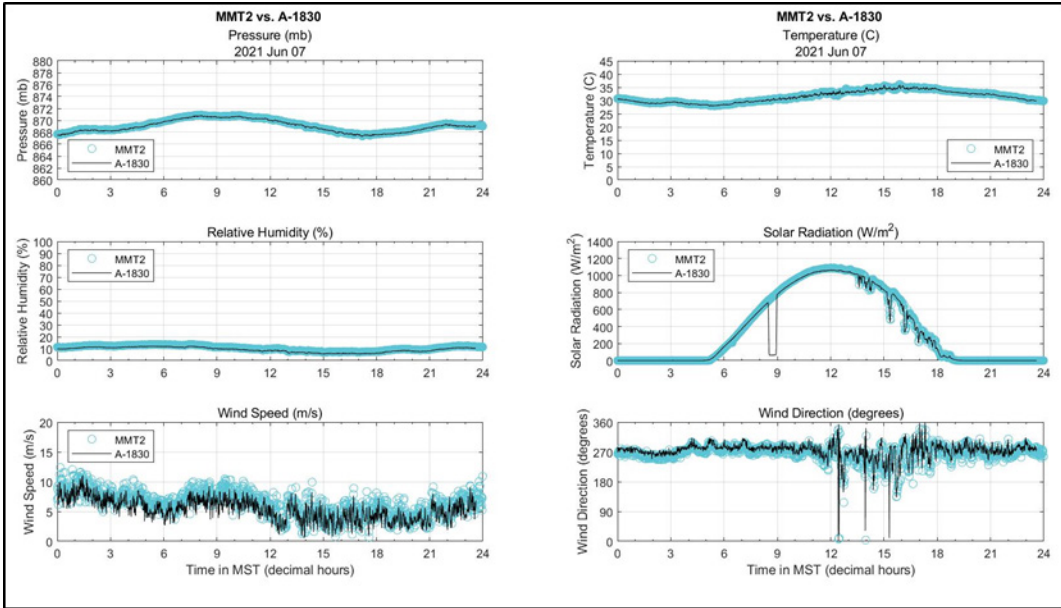 MMT2 vs. A-1830
Pressure (mb)
2021 Jun 07
880
878
876
874
872
870
868
866
864
862
860
Pressure (mb)
MMT2
A-1830
0 3 6 9 12 15 18 21 24
MMT2 vs. A-1830
Temperature (C)
2021 Jun 07
45
40
35
30
25
20
15
10
5
0
Temperature (C)
MMT2
A-1830
0 3 6 9 12 15 18 21 24
Relative Humidity (%)
100
90
80
70
60
50
40
30
20
10
0
Relative Humidity (%)
MMT2
A-1830
0 3 6 9 12 15 18 21 24
Solar Radiation (W/m²)
1400
1200
1000
800
600
400
200
0
Solar Radiation (W/m²)
MMT2
A-1830
0 3 6 9 12 15 18 21 24
Wind Speed (m/s)
20
15
10
5
0
Wind Speed (m/s)
MMT2
A-1830
0 3 6 9 12 15 18 21 24
Time in MST (decimal hours)
Wind Direction (degrees)
360
270
180
90
0
Wind Direction (degrees)
0 3 6 9 12 15 18 21 24
Time in MST (decimal hours)